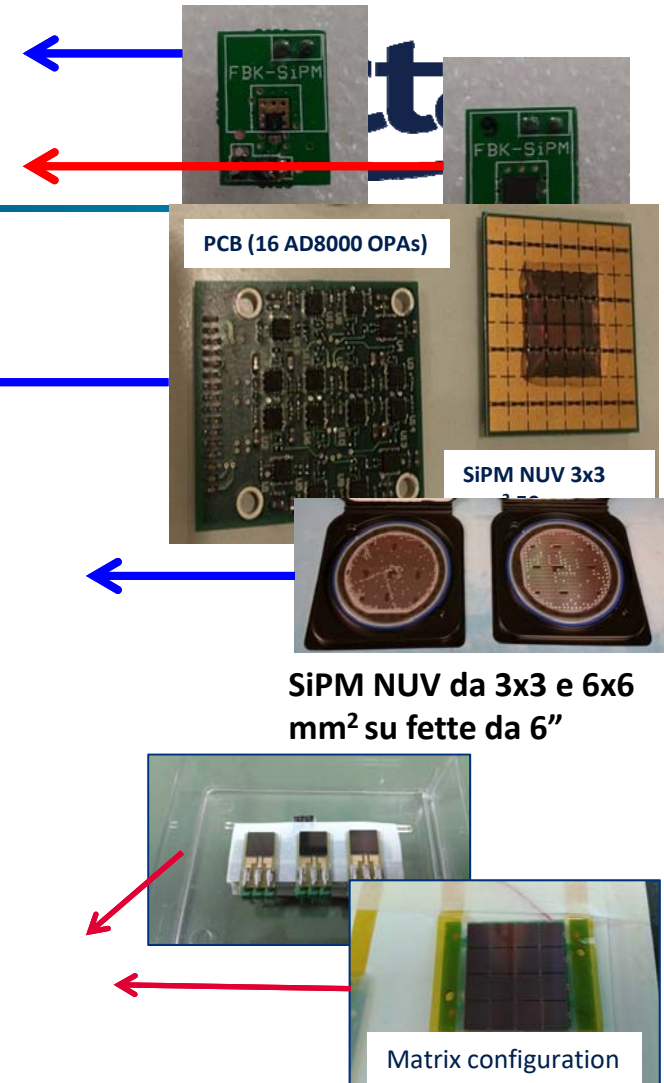 FBK-SiPM
FBK-SiPM
PCB (16 AD8000 OPAs)
SiPM NUV 3x3
SiPM NUV da 3x3 e 6x6
mm² su fette da 6”
Matrix configuration